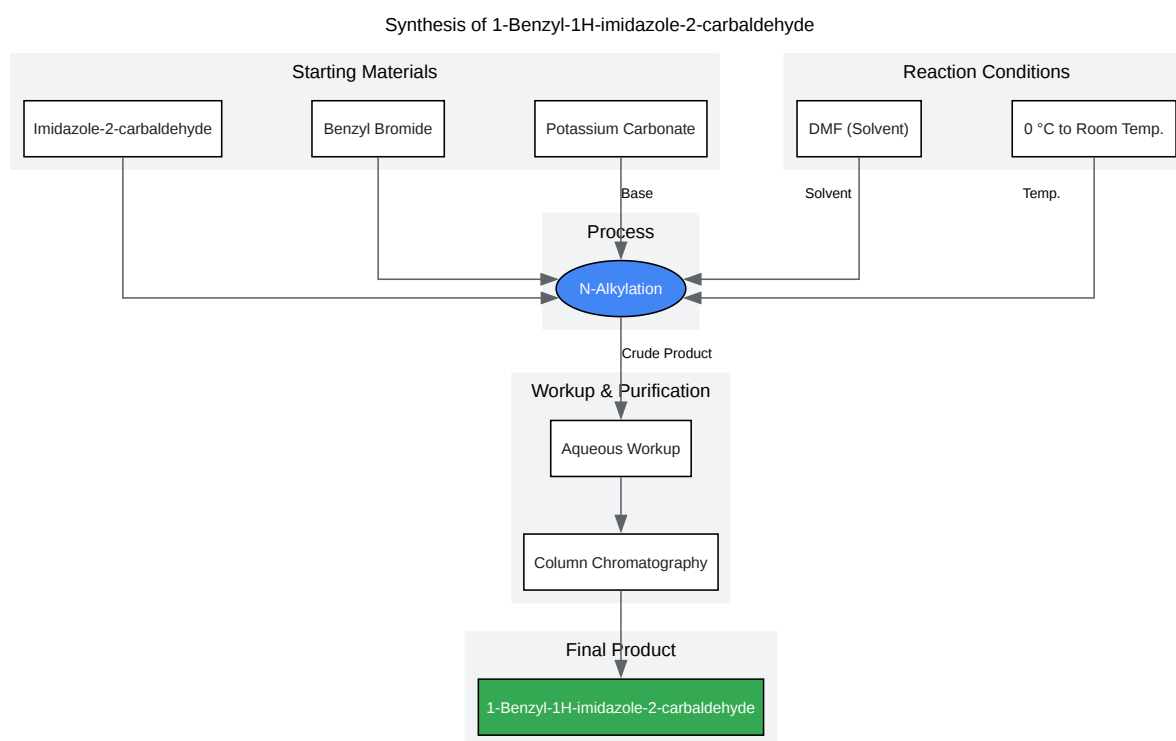 Synthesis of 1-Benzyl-1H-imidazole-2-carbaldehyde
Starting Materials
Reaction Conditions
Imidazole-2-carbaldehyde
Benzyl Bromide
Potassium Carbonate
DMF (Solvent)
0 °C to Room Temp.
Base
Solvent
Temp.
Process
N-Alkylation
Crude Product
Workup & Purification
Aqueous Workup
Column Chromatography
Final Product
1-Benzyl-1H-imidazole-2-carbaldehyde